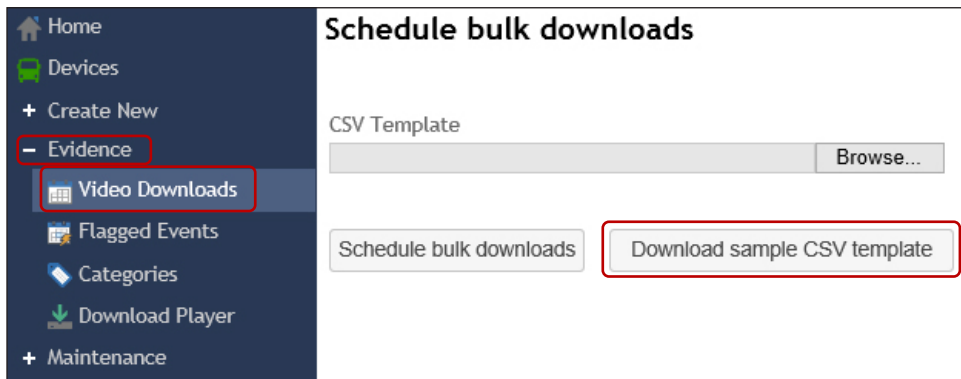 Home
Devices
+ Create New
− Evidence
Video Downloads
Flagged Events
Categories
Download Player
+ Maintenance
Schedule bulk downloads
CSV Template
Browse...
Schedule bulk downloads
Download sample CSV template